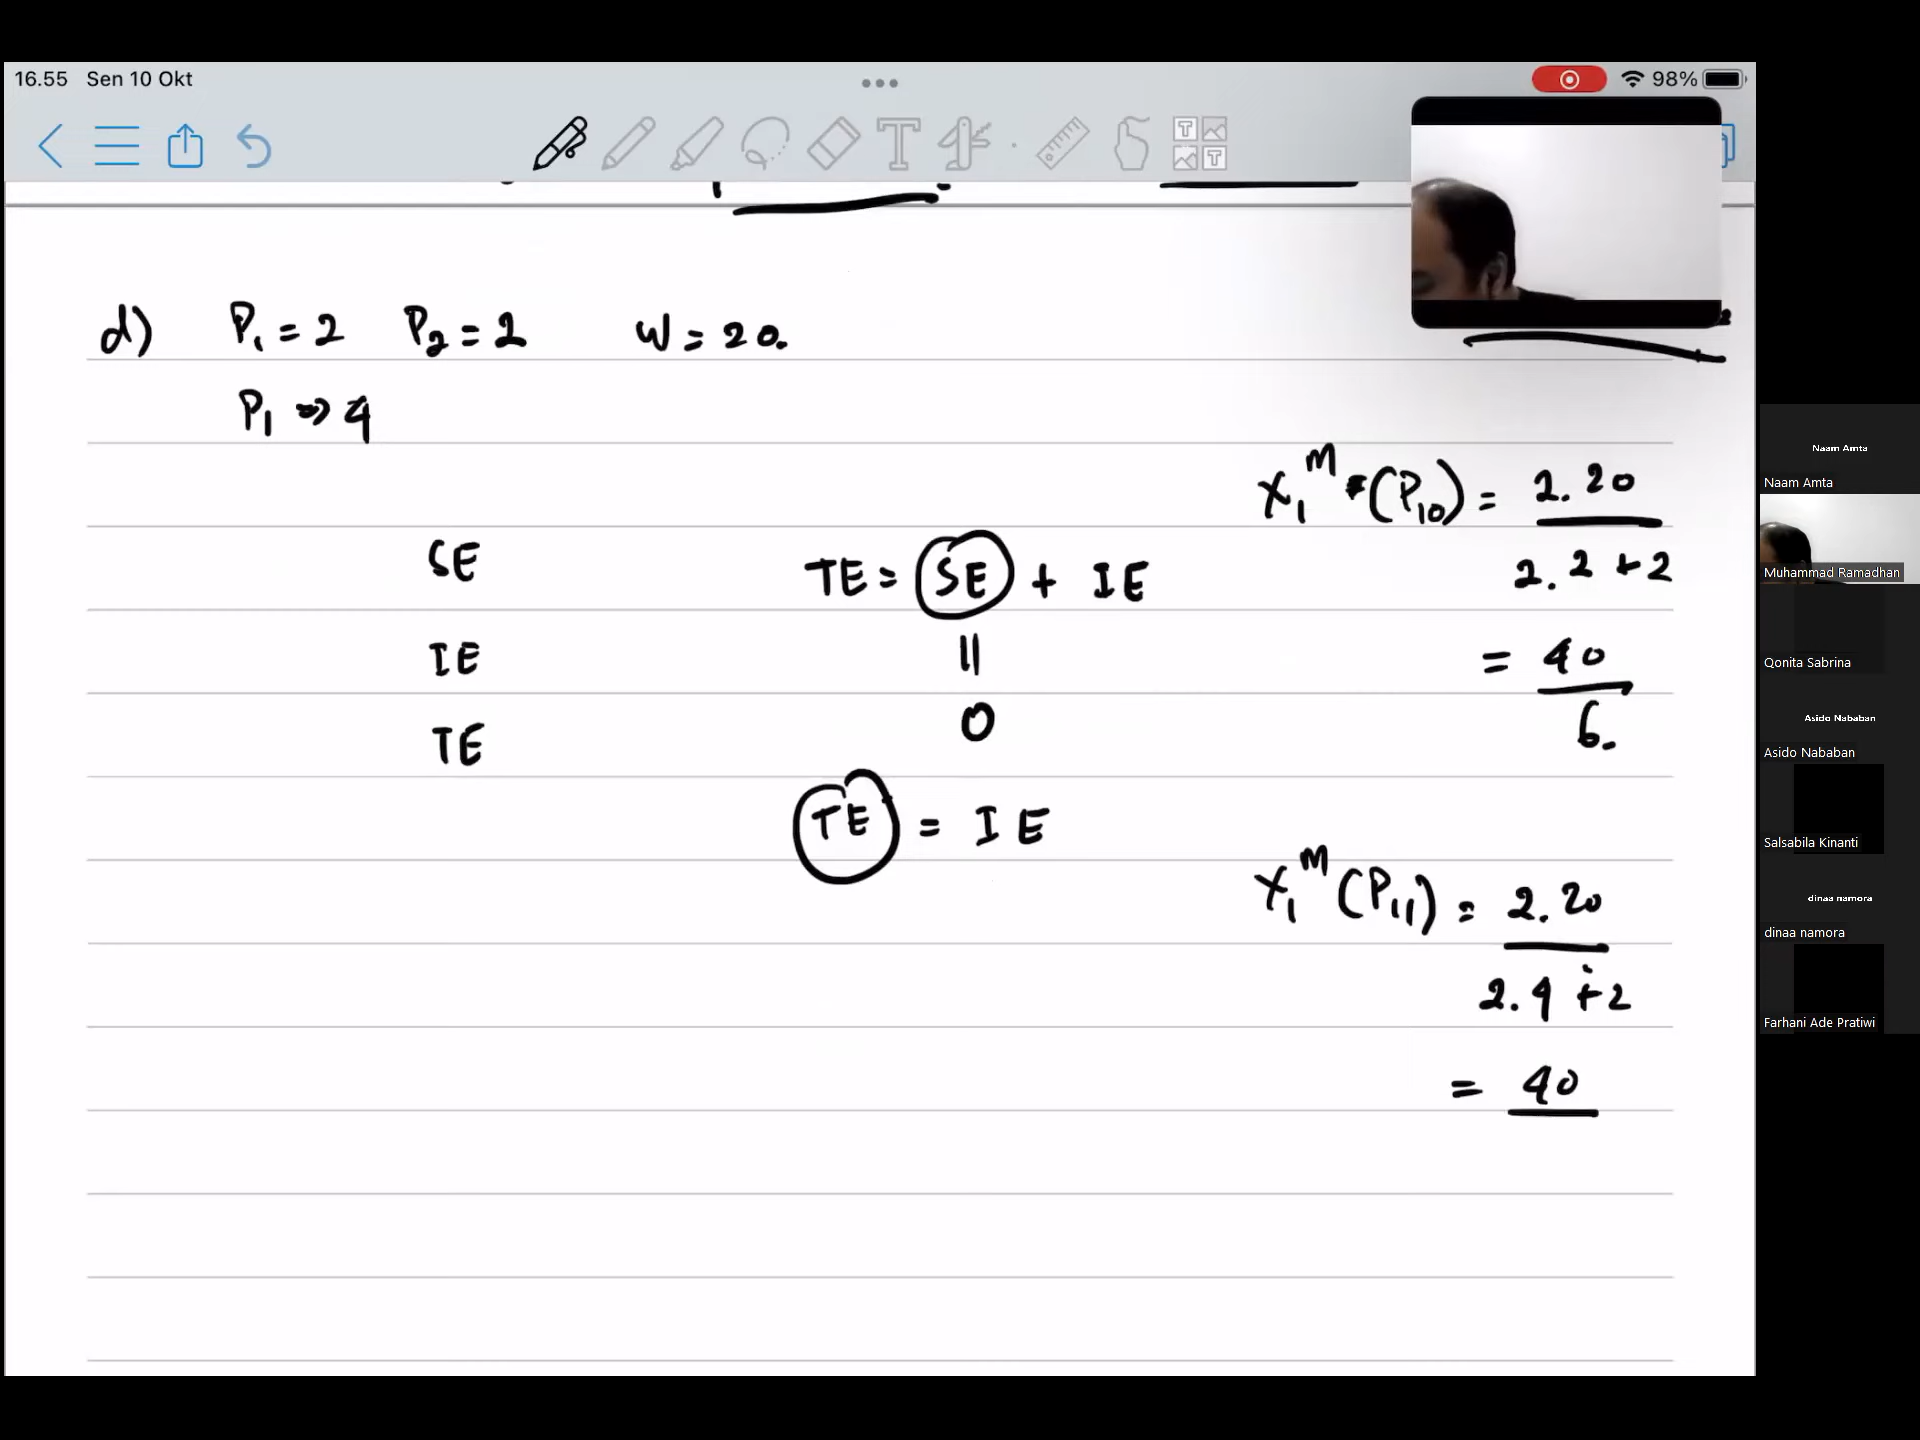 16.55 Sen 10 Okt
98%
d) P₁ = 2 P₂ = 2 W = 20.
P₁ ⇒ 4
X₁ᴹ (P₁₀) = 2.20
2.2 + 2
= 40
6.
SE
IE
TE
TE = SE + IE
||
0
TE = IE
X₁ᴹ (P₁₁) = 2.20
2.4 + 2
= 40
Naam Amta
Naam Amta
Muhammad Ramadhan
Qonita Sabrina
Asido Nababan
Asido Nababan
Salsabila Kinanti
dinaa namora
dinaa namora
Farhani Ade Pratiwi